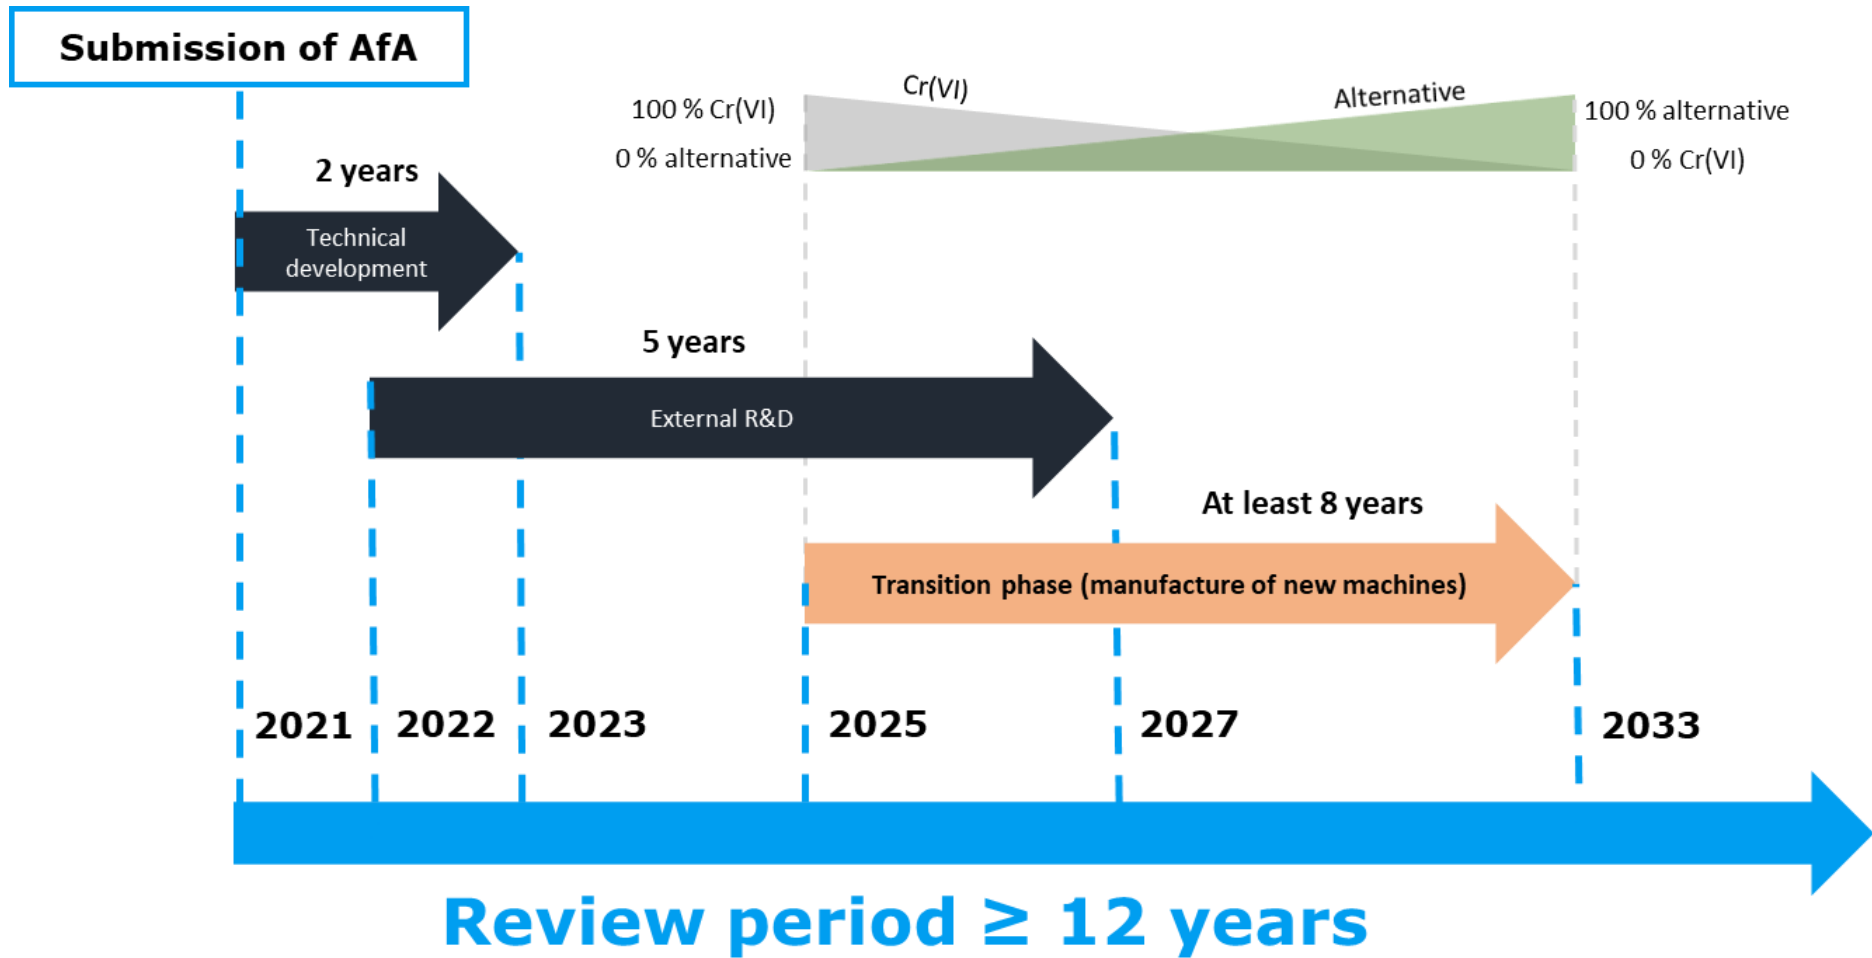 Submission of AfA
Cr(VI)
Alternative
100 % Cr(VI)
100 % alternative
0 % alternative
0 % Cr(VI)
2 years
Technical
development
5 years
External R&D
At least 8 years
Transition phase (manufacture of new machines)
2021
2022
2023
2025
2027
2033
Review period ≥ 12 years